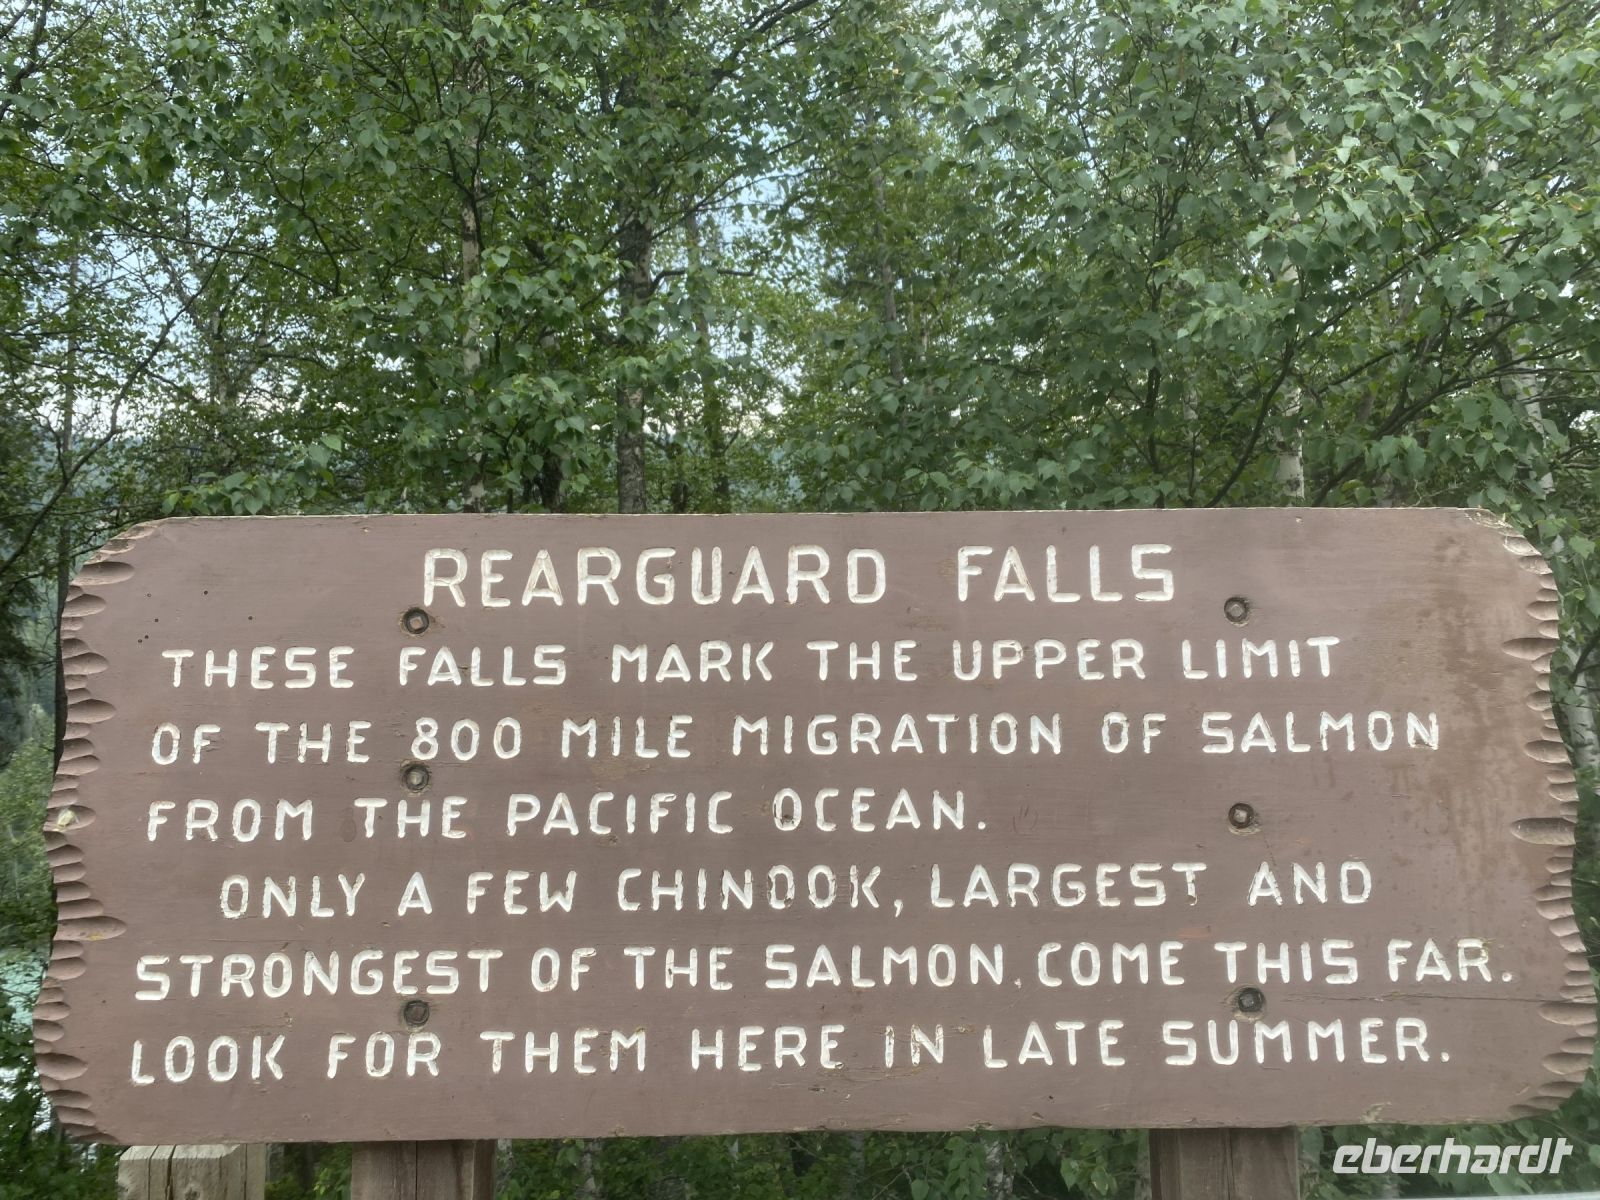 REARGUARD FALLS
THESE FALLS MARK THE UPPER LIMIT
OF THE 800 MILE MIGRATION OF SALMON
FROM THE PACIFIC OCEAN.
ONLY A FEW CHINOOK, LARGEST AND
STRONGEST OF THE SALMON, COME THIS FAR.
LOOK FOR THEM HERE IN LATE SUMMER.
eberhardt